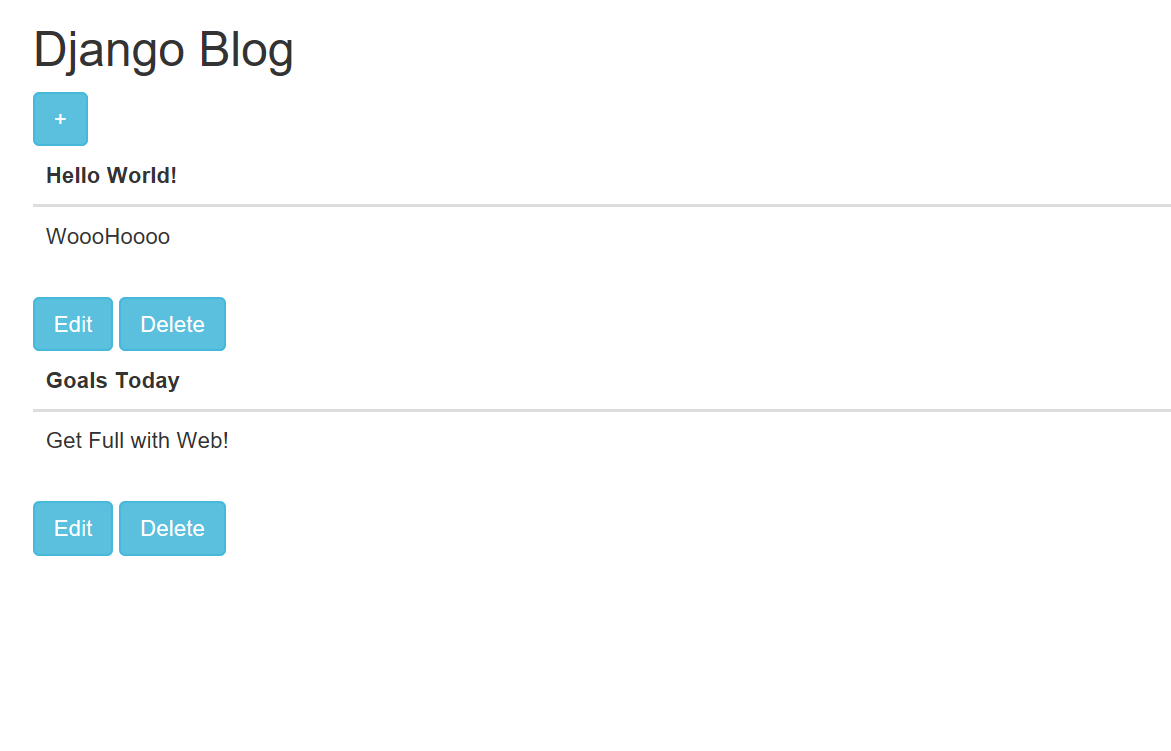 Django Blog
+
Hello World!
WoooHoooo
Edit Delete
Goals Today
Get Full with Web!
Edit Delete